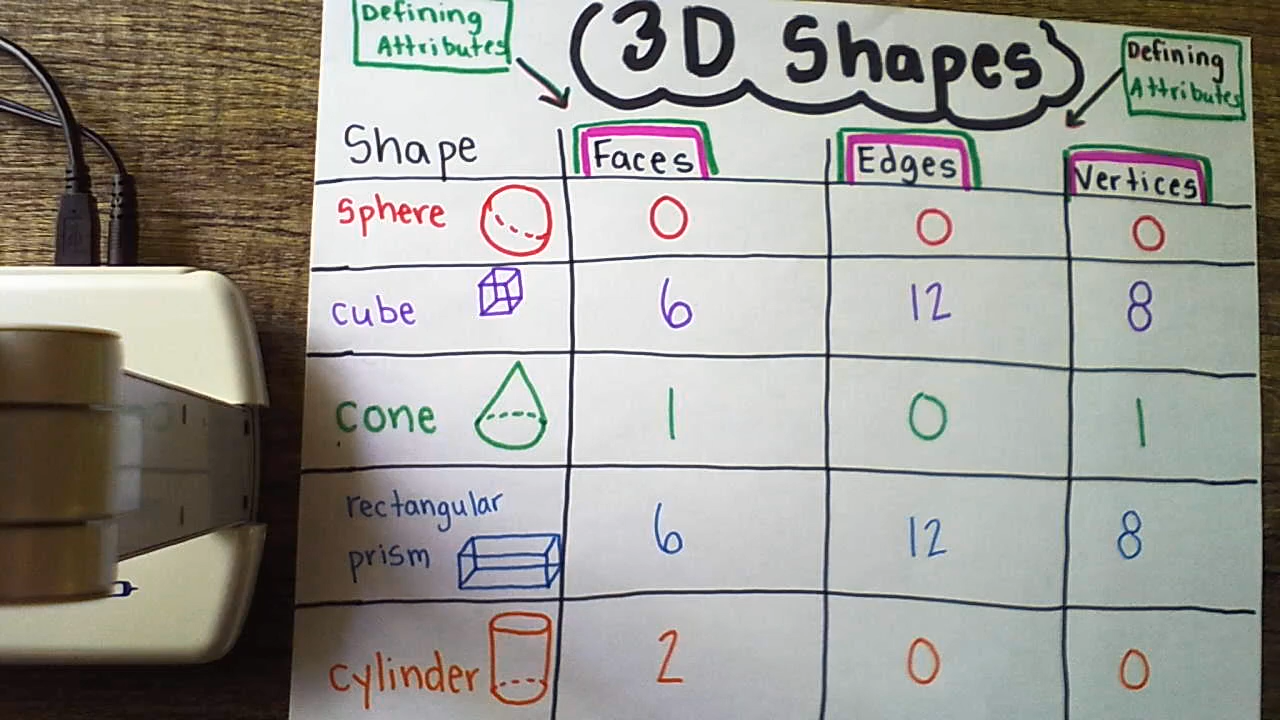 Defining
Attributes
(3D Shapes)
Defining
Attributes
Shape Faces Edges Vertices
sphere 0 0 0
cube 6 12 8
cone 1 0 1
rectangular
prism 6 12 8
cylinder 2 0 0